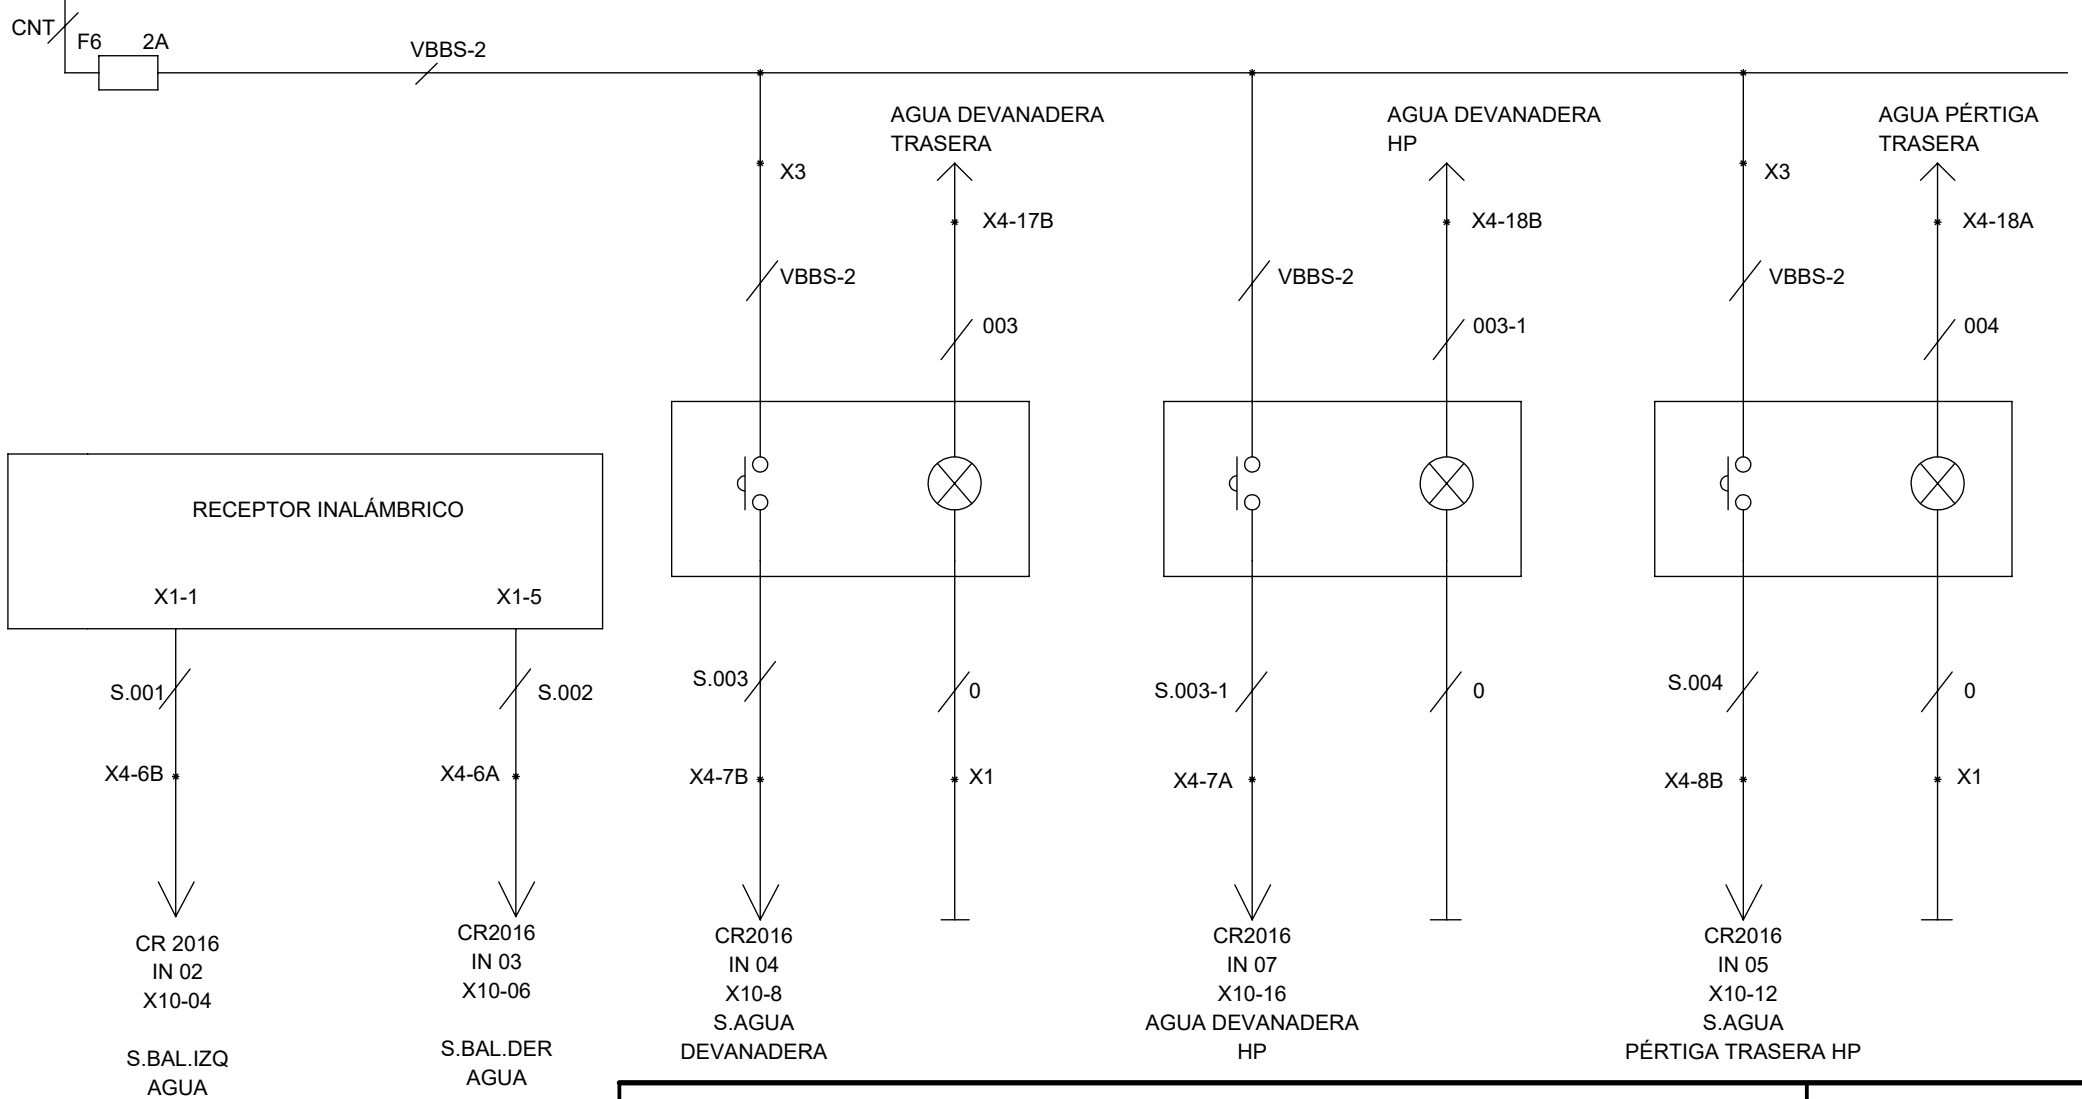 CNT
F6 2A
VBBS-2
AGUA DEVANADERA
TRASERA
AGUA DEVANADERA
HP
AGUA PÉRTIGA
TRASERA
X3
X3
X4-17B
X4-18B
X4-18A
VBBS-2
VBBS-2
VBBS-2
003
003-1
004
RECEPTOR INALÁMBRICO
X1-1
X1-5
S.001
S.002
S.003
0
S.003-1
0
S.004
0
X4-6B
X4-6A
X4-7B
X1
X4-7A
X4-8B
X1
CR 2016
IN 02
X10-04
S.BAL.IZQ
AGUA
CR2016
IN 03
X10-06
S.BAL.DER
AGUA
CR2016
IN 04
X10-8
S.AGUA
DEVANADERA
CR2016
IN 07
X10-16
AGUA DEVANADERA
HP
CR2016
IN 05
X10-12
S.AGUA
PÉRTIGA TRASERA HP